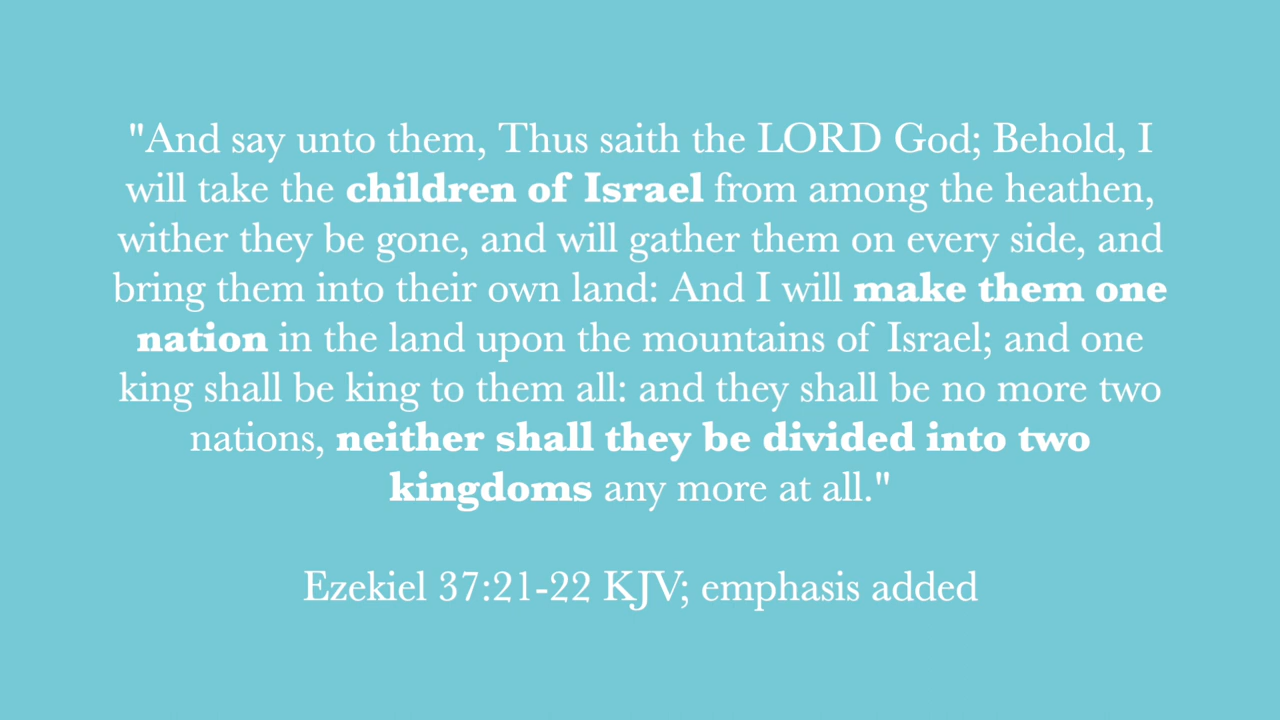 "And say unto them, Thus saith the LORD God; Behold, I
will take the children of Israel from among the heathen,
wither they be gone, and will gather them on every side, and
bring them into their own land: And I will make them one
nation in the land upon the mountains of Israel; and one
king shall be king to them all: and they shall be no more two
nations, neither shall they be divided into two
kingdoms any more at all."
Ezekiel 37:21-22 KJV; emphasis added